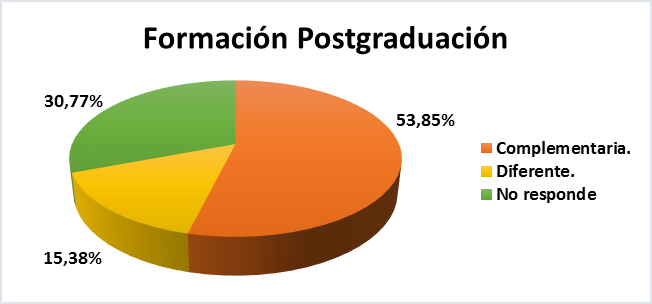 Formación Postgraduación
30,77%
53,85%
15,38%
Complementaria.
Diferente.
No responde